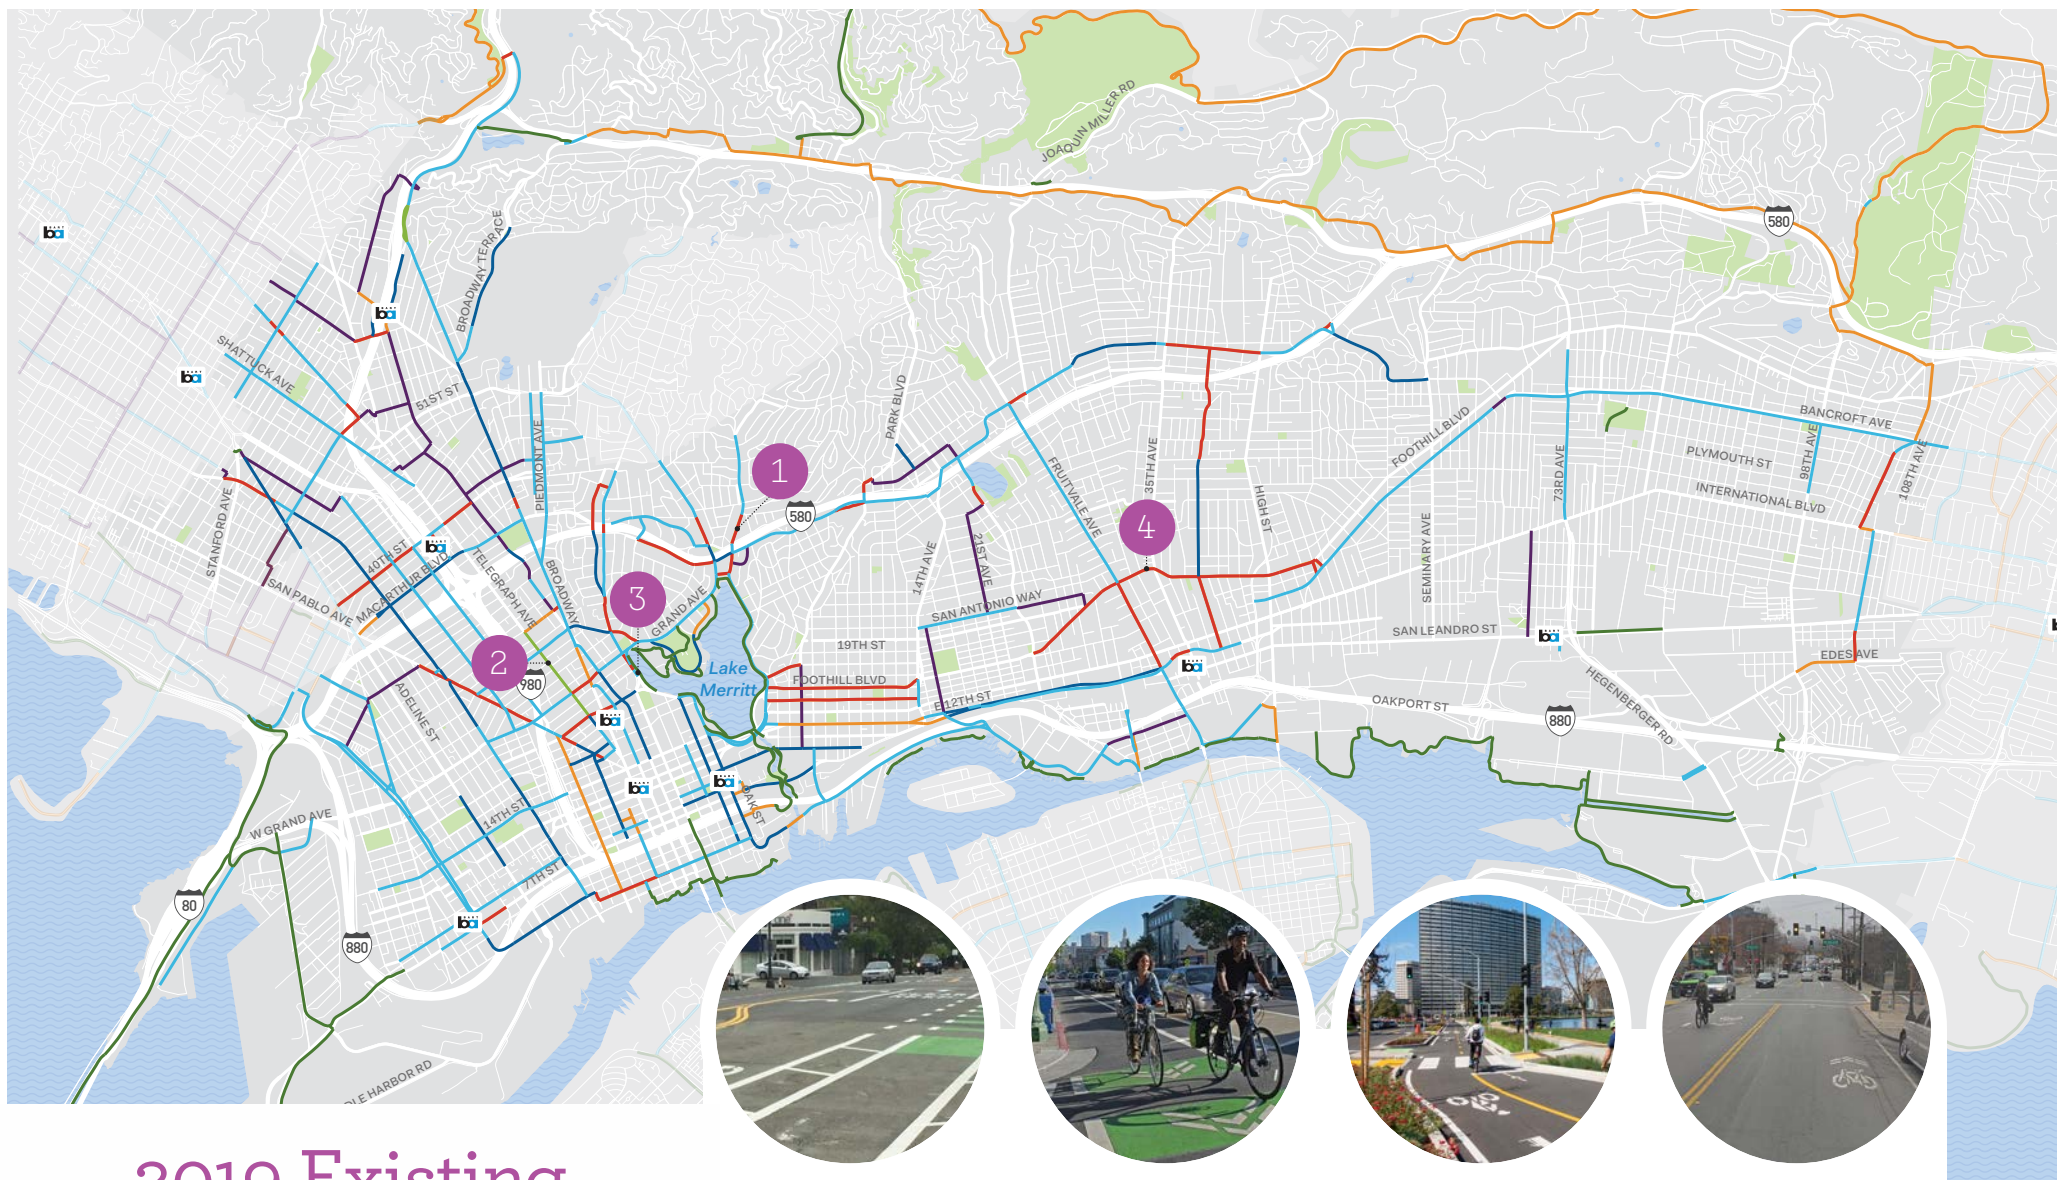 JOAQUIN MILLER RD
580
BROADWAY TERRACE
SHATTUCK AVE
51ST ST
PARK BLVD
BANCROFT AVE
FOOTHILL BLVD
98TH AVE
PLYMOUTH ST
108TH AVE
PIEDMONT AVE
1
35TH AVE
FRUITVALE AVE
73RD AVE
INTERNATIONAL BLVD
580
HIGH ST
STANFORD AVE
4
40TH ST
MACARTHUR BLVD
TELEGRAPH AVE
BROADWAY
14TH AVE
21ST AVE
SEMINARY AVE
SAN PABLO AVE
3
GRAND AVE
SAN ANTONIO WAY
SAN LEANDRO ST
19TH ST
EDES AVE
2
980
Lake
Merritt
FOOTHILL BLVD
ADELINE ST
E 12TH ST
OAKPORT ST
880
HEGENBERGER RD
OAK ST
14TH ST
W GRAND AVE
7TH ST
80
880
2019 Existing